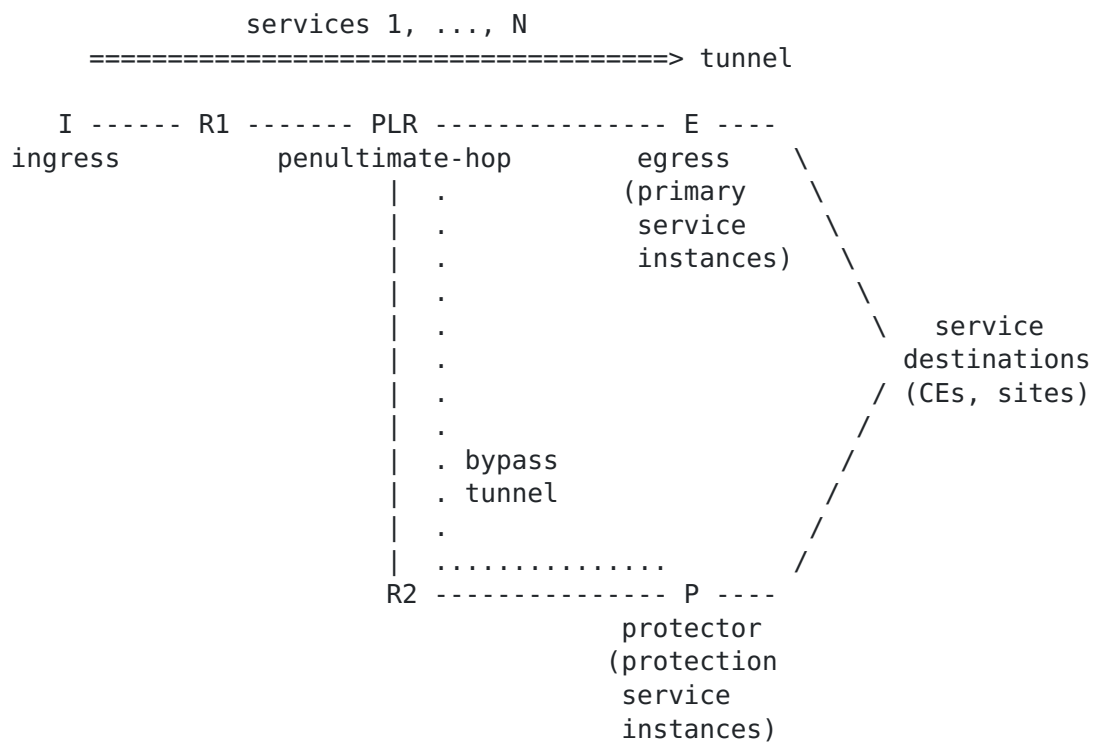 services 1, ..., N
=====================================> tunnel
I ------ R1 ------- PLR --------------- E ----
ingress          penultimate-hop        egress      \
|  .           (primary      \
|  .            service       \
|  .            instances)     \
|  .                            \
|  .                             \   service
|  .                               destinations
|  .                             / (CEs, sites)
|  .                            /
|  . bypass                    /
|  . tunnel                   /
|  .                         /
|  ...............          /
R2 --------------- P ----
protector
(protection
service
instances)